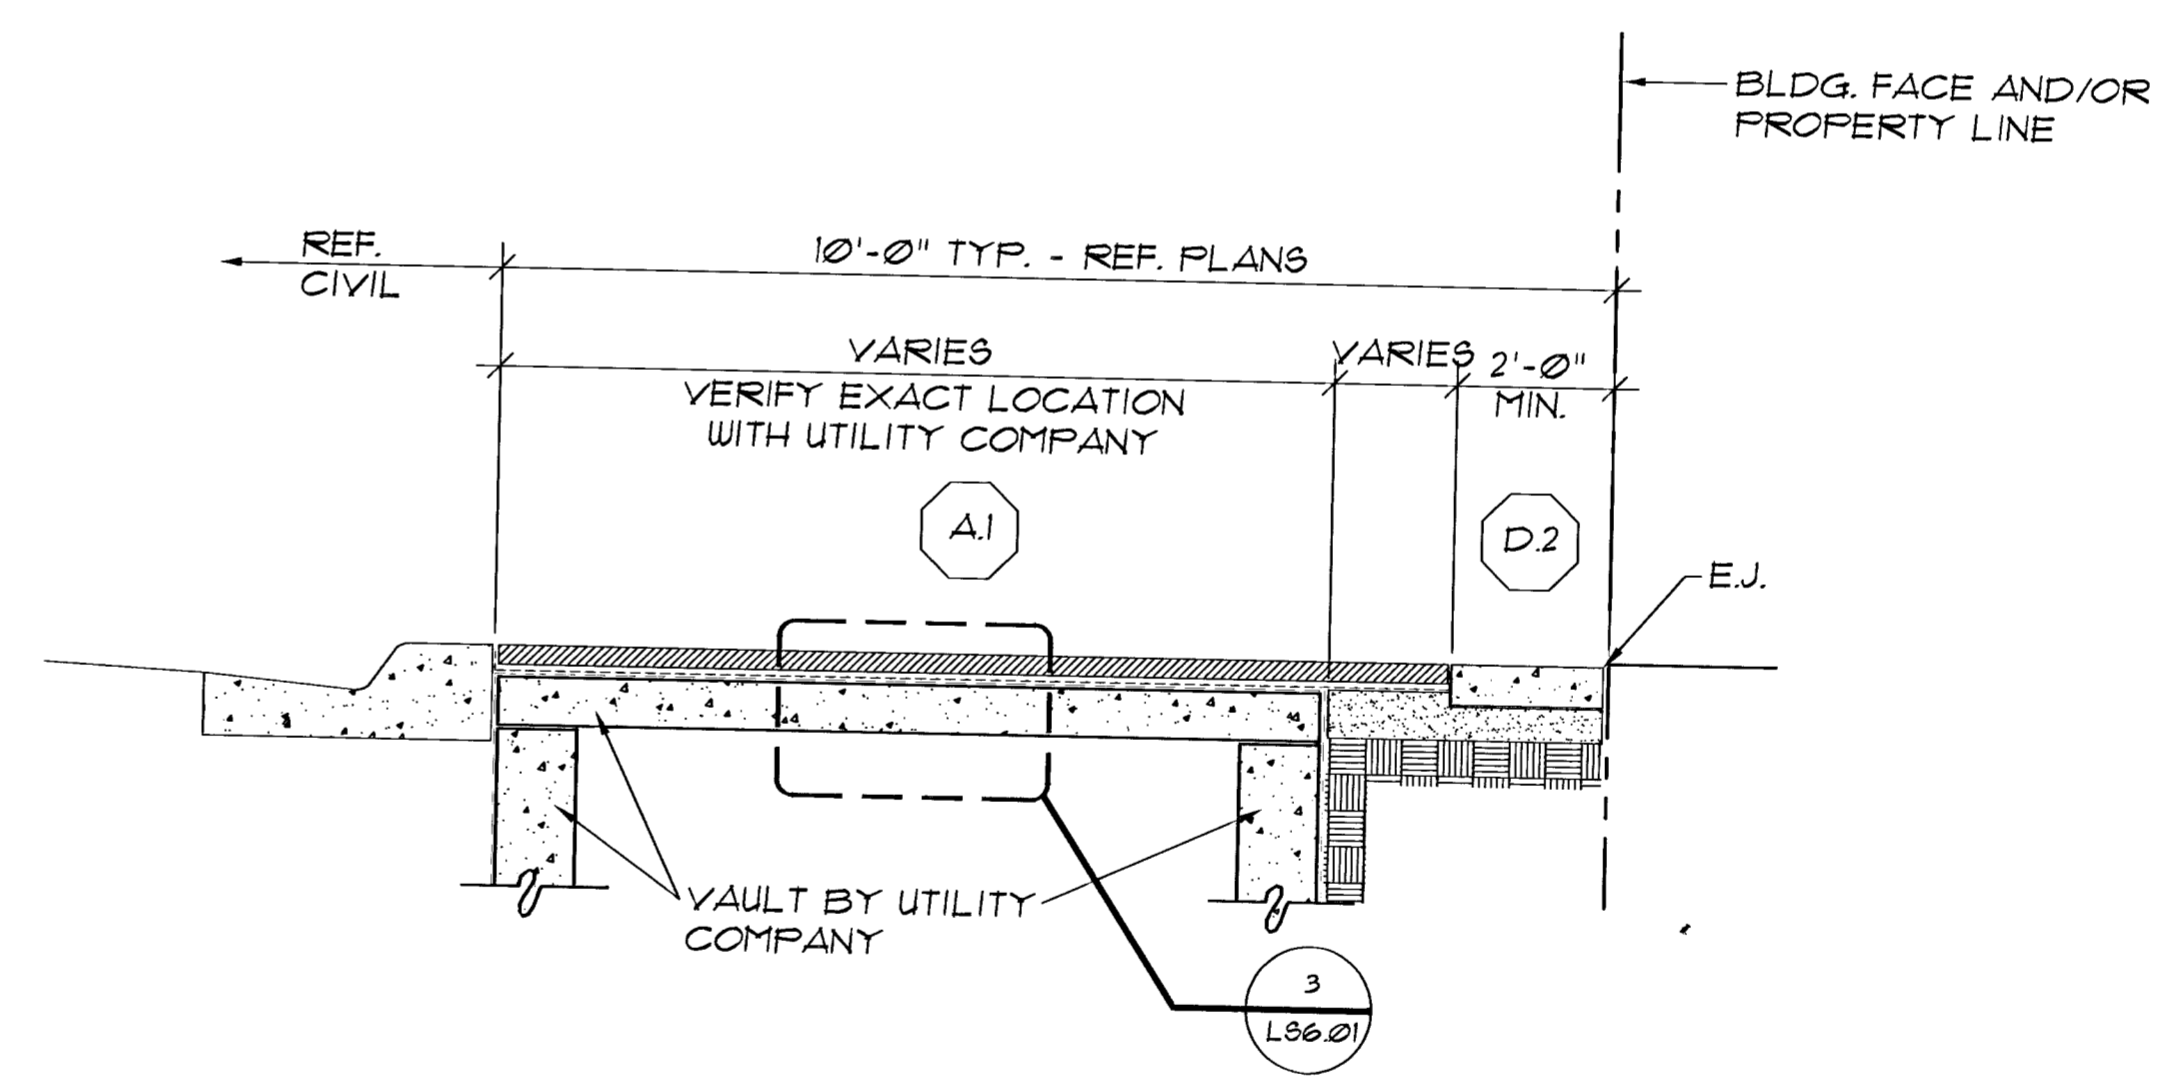 BLDG. FACE AND/OR
PROPERTY LINE
REF.
CIVIL
10'-0" TYP. - REF. PLANS
VARIES
VERIFY EXACT LOCATION
WITH UTILITY COMPANY
VARIES
2'-0"
MIN.
A.1
D.2
E.J.
VAULT BY UTILITY
COMPANY
3
LS6.01